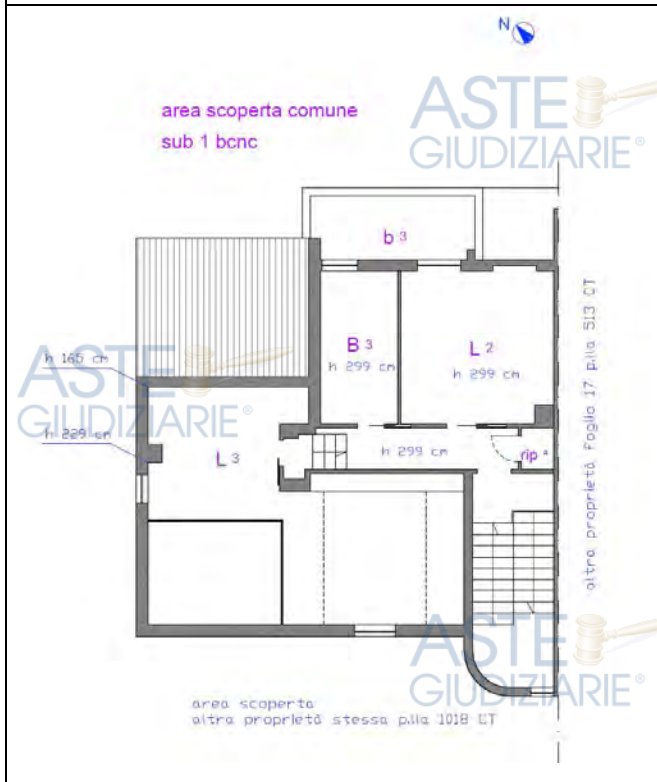 N
area scoperta comune
sub 1 bcnc
ASTE
GIUDIZIARIE®
b 3
B 3
h 299 cm
L 2
h 299 cm
altra proprietà Foglio 17 p.lla 513 CT
ASTE
GIUDIZIARIE®
h 165 cm
h 229 cm
L 3
h 299 cm
rip
ASTE
GIUDIZIARIE®
area scoperta
altra proprietà stessa p.lla 1018 CT